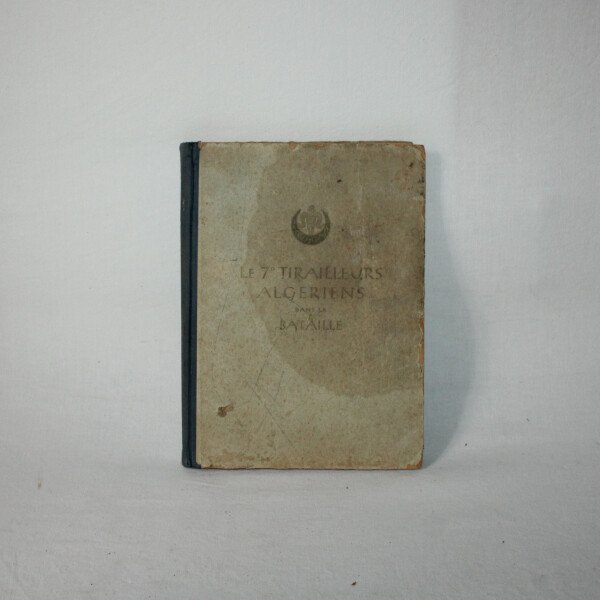 LE 7e TIRAILLEURS
ALGERIENS
DANS LA
BATAILLE